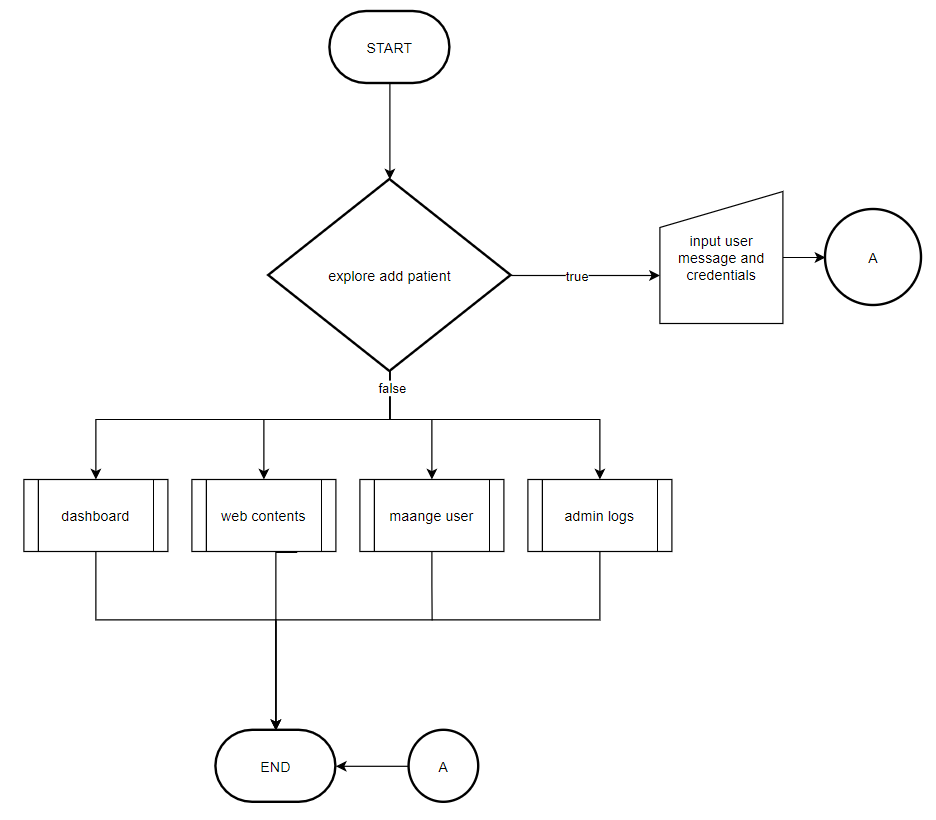 START
explore add patient
true
input user
message and
credentials
A
false
dashboard
web contents
maange user
admin logs
END
A